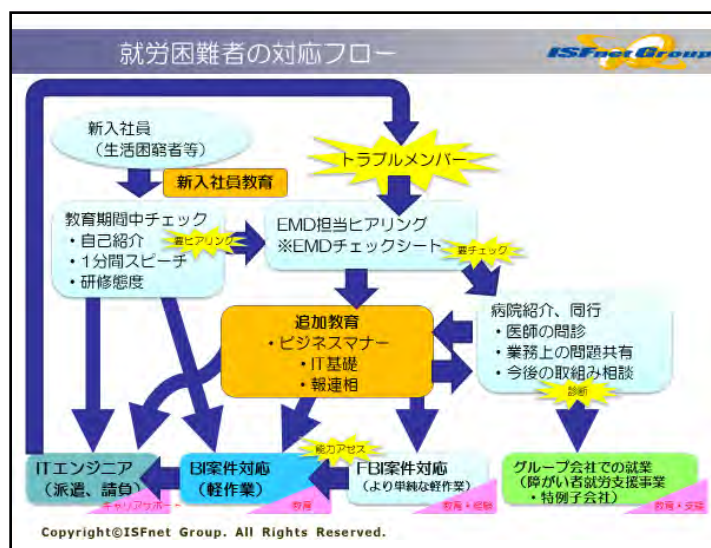 就労困難者の対応フロー
ISFnet Group
新入社員
（生活困窮者等）
トラブルメンバー
新入社員教育
教育期間中チェック
・自己紹介
・1分間スピーチ
・研修態度
要ヒアリング
EMD担当ヒアリング
※EMDチェックシート
要チェック
追加教育
・ビジネスマナー
・IT基礎
・報連相
病院紹介、同行
・医師の問診
・業務上の問題共有
・今後の取組み相談
診断
能力アセス
ITエンジニア
（派遣、請負）
キャリアサポート
BI案件対応
（軽作業）
教育
FBI案件対応
（より単純な軽作業）
教育・経験
グループ会社での就業
（障がい者就労支援事業
・特例子会社）
教育・支援
Copyright©ISFnet Group. All Rights Reserved.